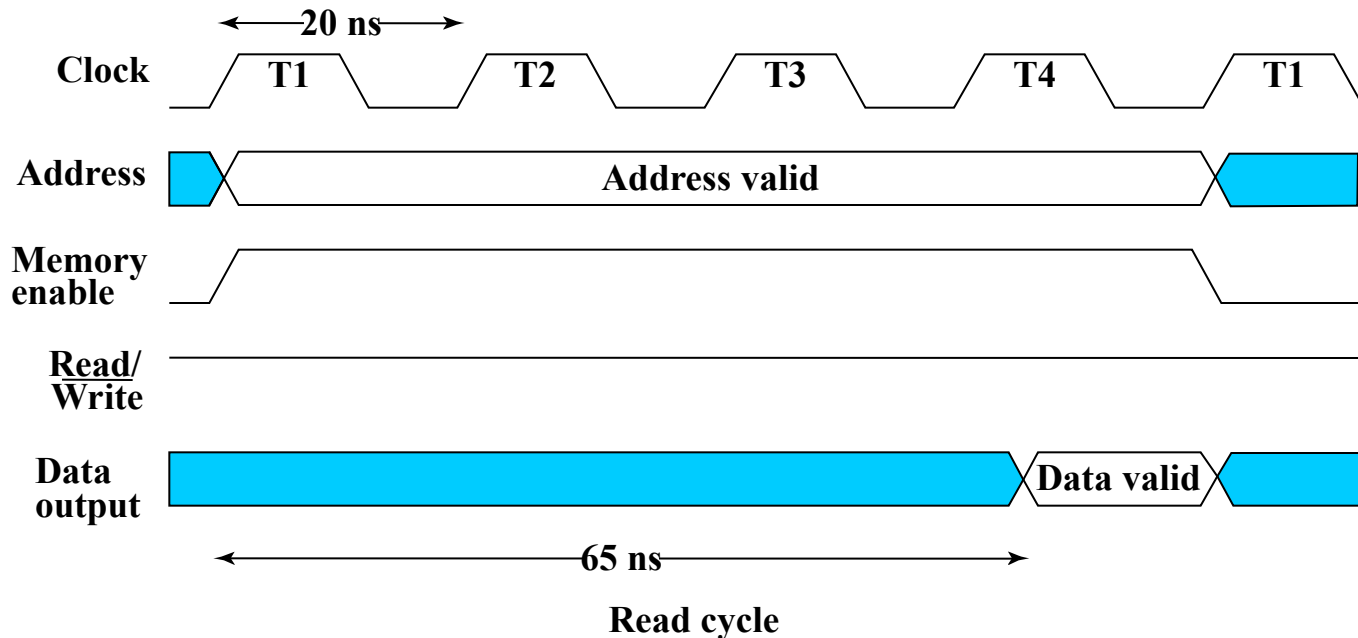 20 ns
Clock
T1 T2 T3 T4 T1
Address
Address valid
Memory
enable
Read/
Write
Data
output
Data valid
65 ns
Read cycle